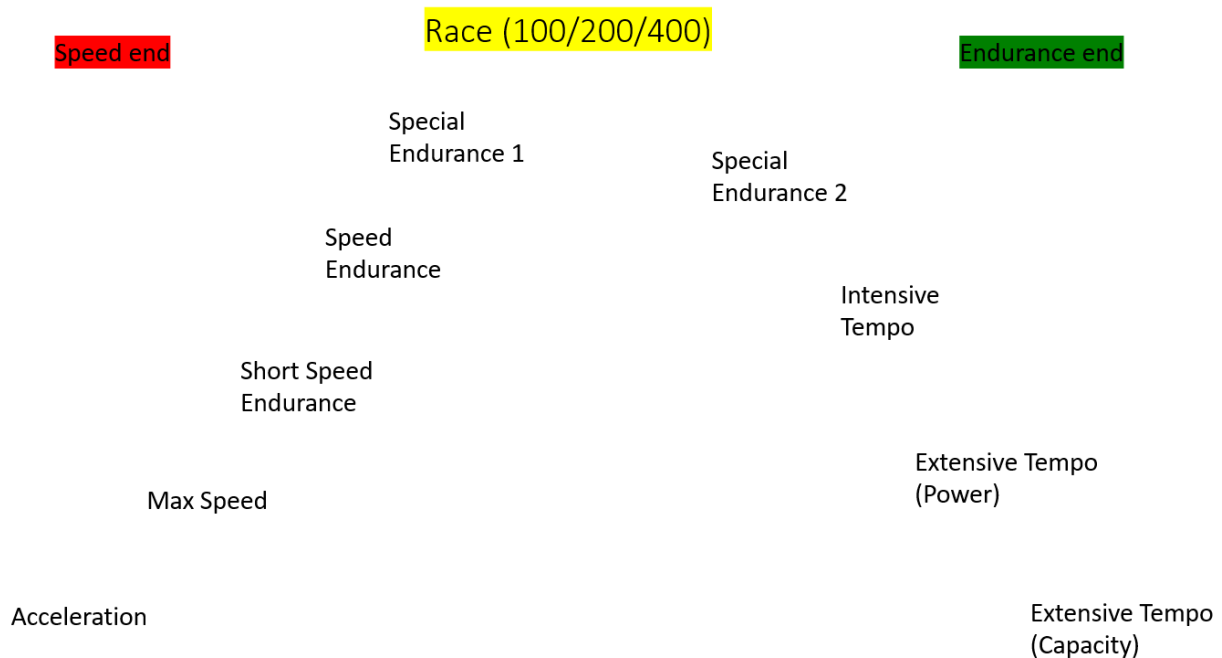 Race (100/200/400)
Speed end
Endurance end
Special
Endurance 1
Special
Endurance 2
Speed
Endurance
Intensive
Tempo
Short Speed
Endurance
Extensive Tempo
(Power)
Max Speed
Acceleration
Extensive Tempo
(Capacity)